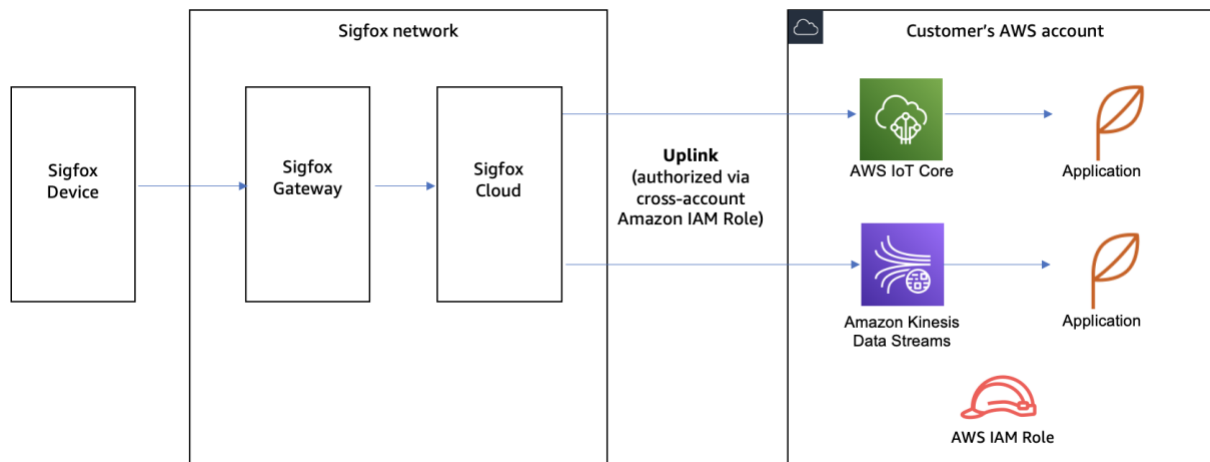 Sigfox network
Customer's AWS account
Sigfox
Device
Sigfox
Gateway
Sigfox
Cloud
Uplink
(authorized via
cross-account
Amazon IAM Role)
AWS IoT Core
Application
Amazon Kinesis
Data Streams
Application
AWS IAM Role